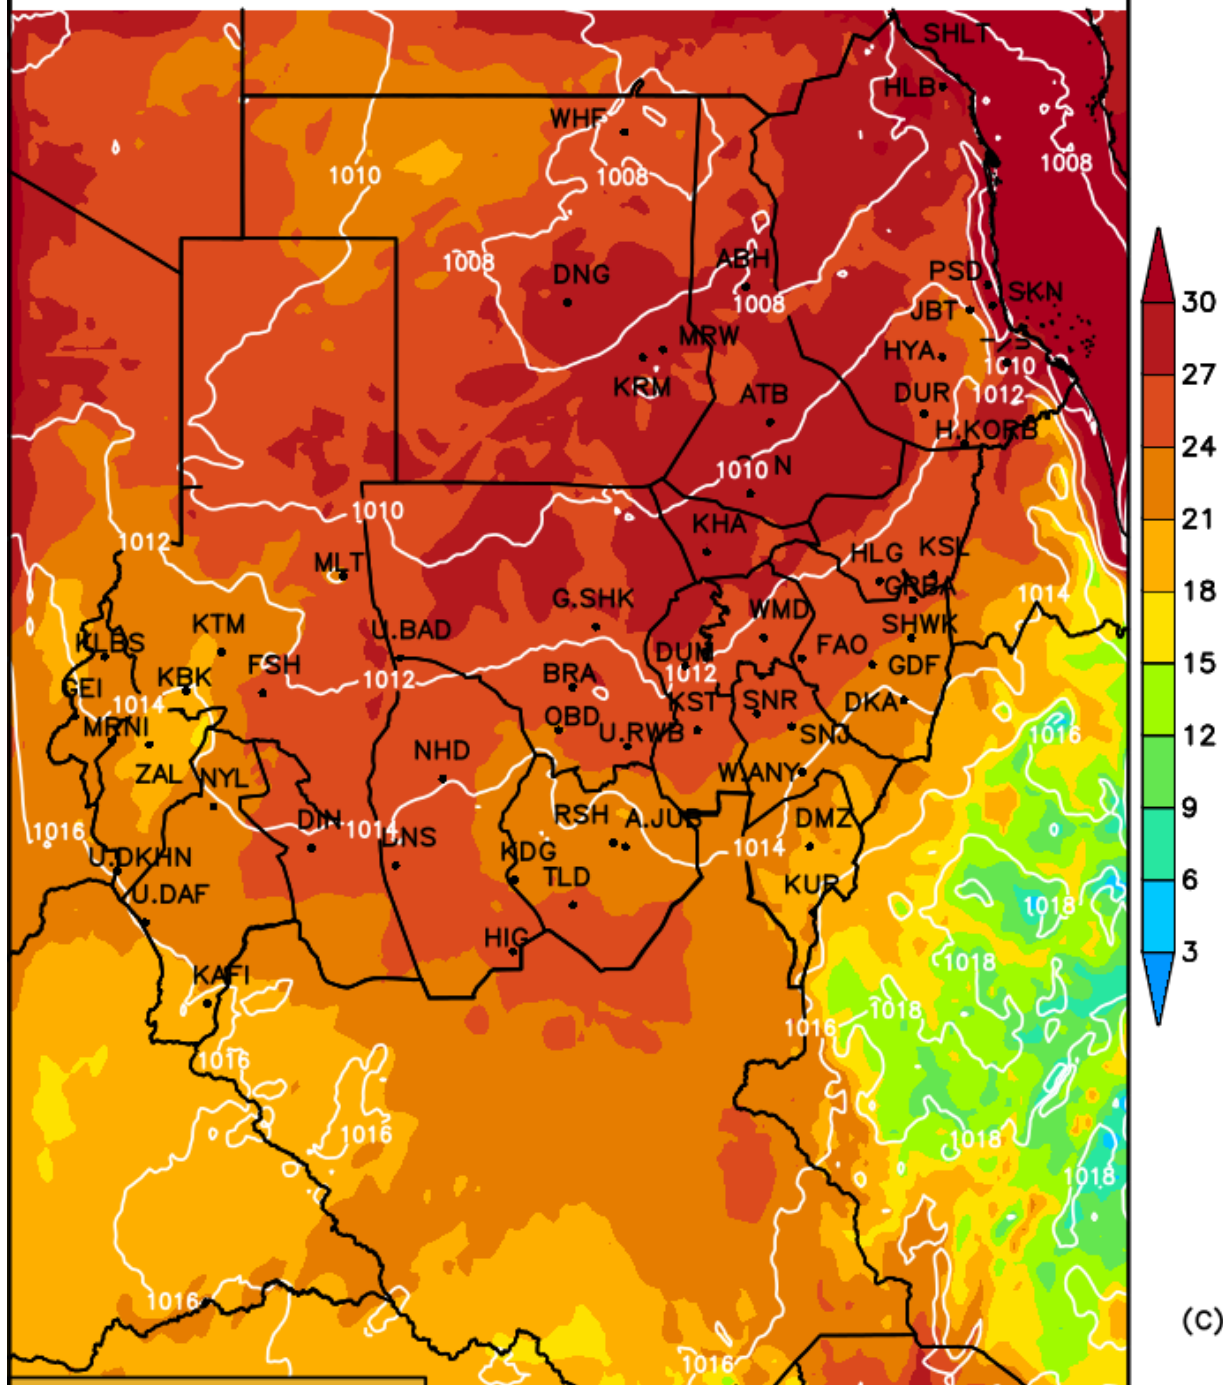 SHLT
HLB
WHF
1008
1010
1008
1008
ABH
DNG
PSD
SKN
1008
JBT
MRW
HYA
1010
KRM
ATB
DUR
1012
H.KORB
1010
1010
KHA
1012
HLG
KSL
MLT
GRBA
1014
G.SHK
WMD
KTM
U.BAD
SHWK
KLBS
FAO
DUM
GDF
FSH
BRA
1012
KBK
1012
GEI
KST
SNR
DKA
1014
OBD
MRNI
U.RWB
SNJ
1016
NHD
ZAL
NYL
W.ANY
RSH
A.JUB
DMZ
DIN
1014
1016
DNS
1014
U.DKHN
KDG
TLD
KUR
U.DAF
1018
HIG
1018
KAFI
1018
1016
1016
1016
1018
1018
1016
1016
30
27
24
21
18
15
12
9
6
3
(C)